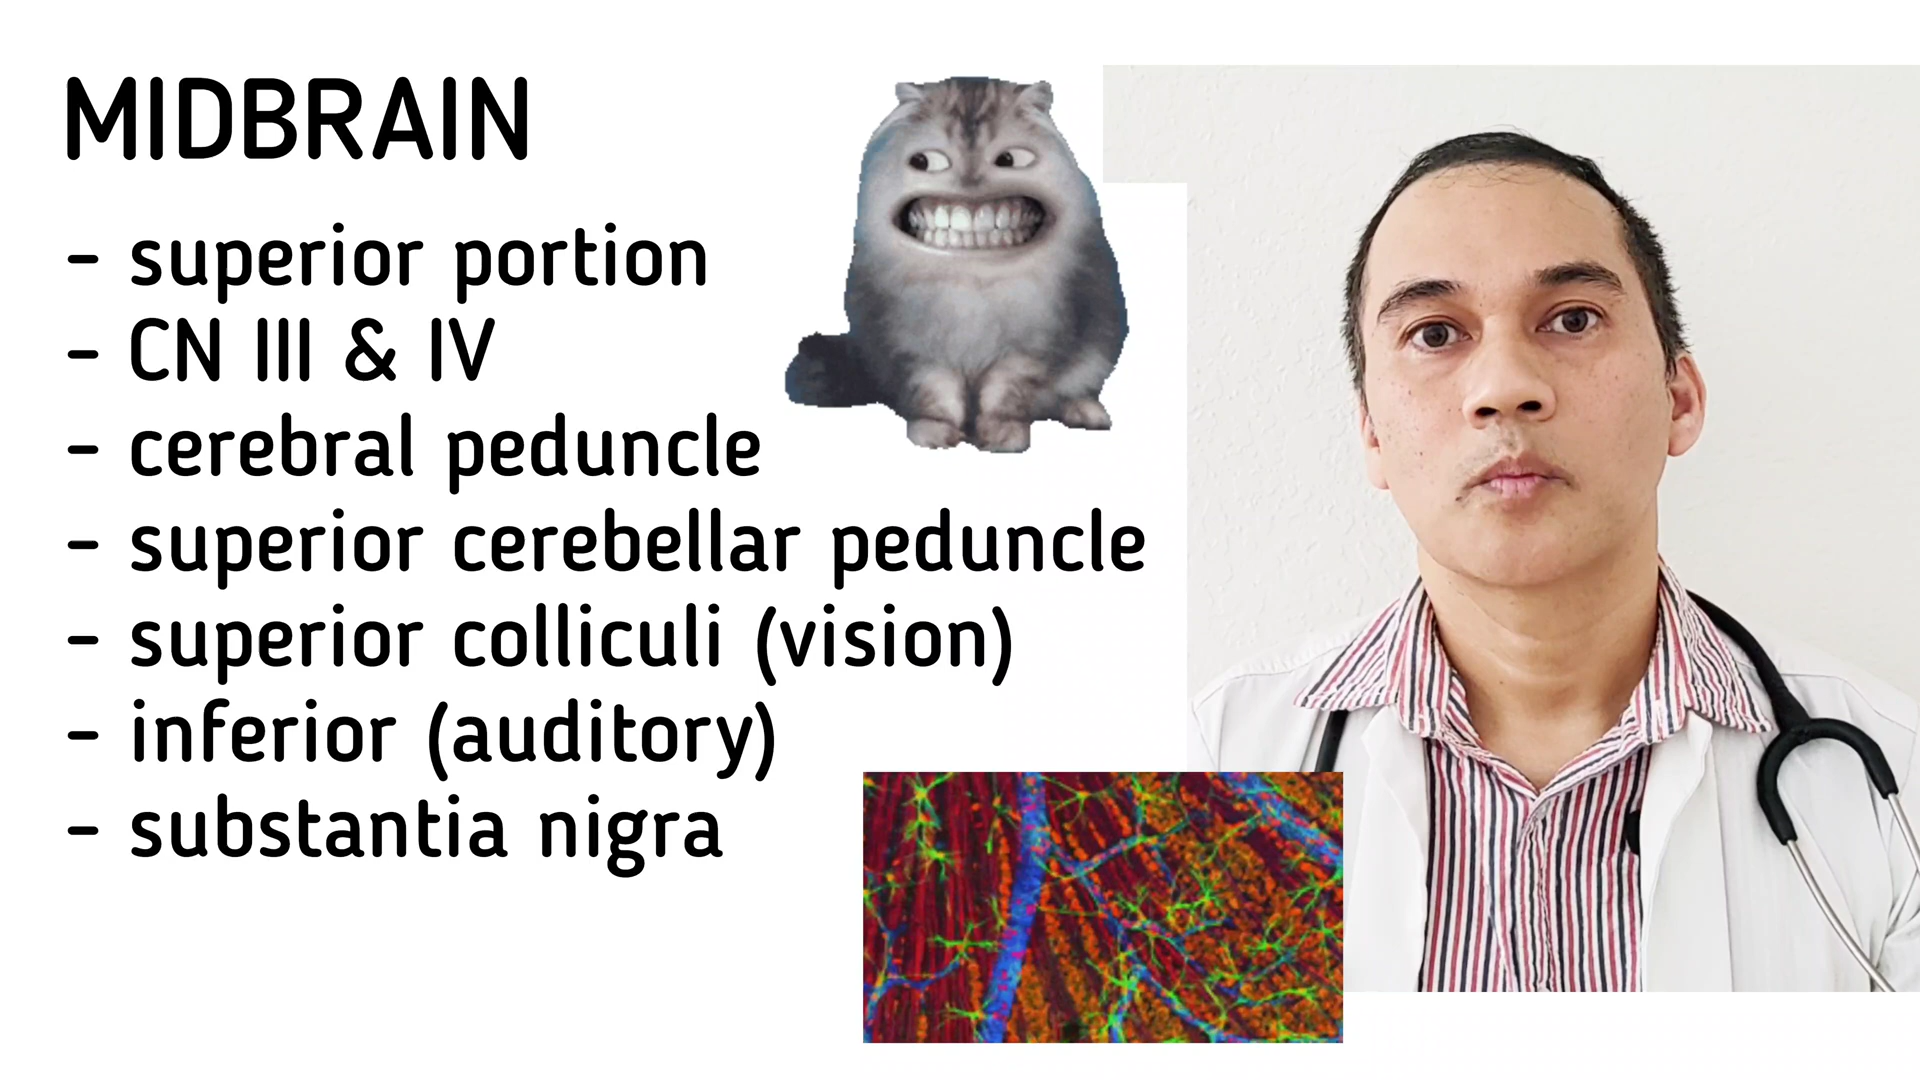 MIDBRAIN
- superior portion
- CN III & IV
- cerebral peduncle
- superior cerebellar peduncle
- superior colliculi (vision)
- inferior (auditory)
- substantia nigra